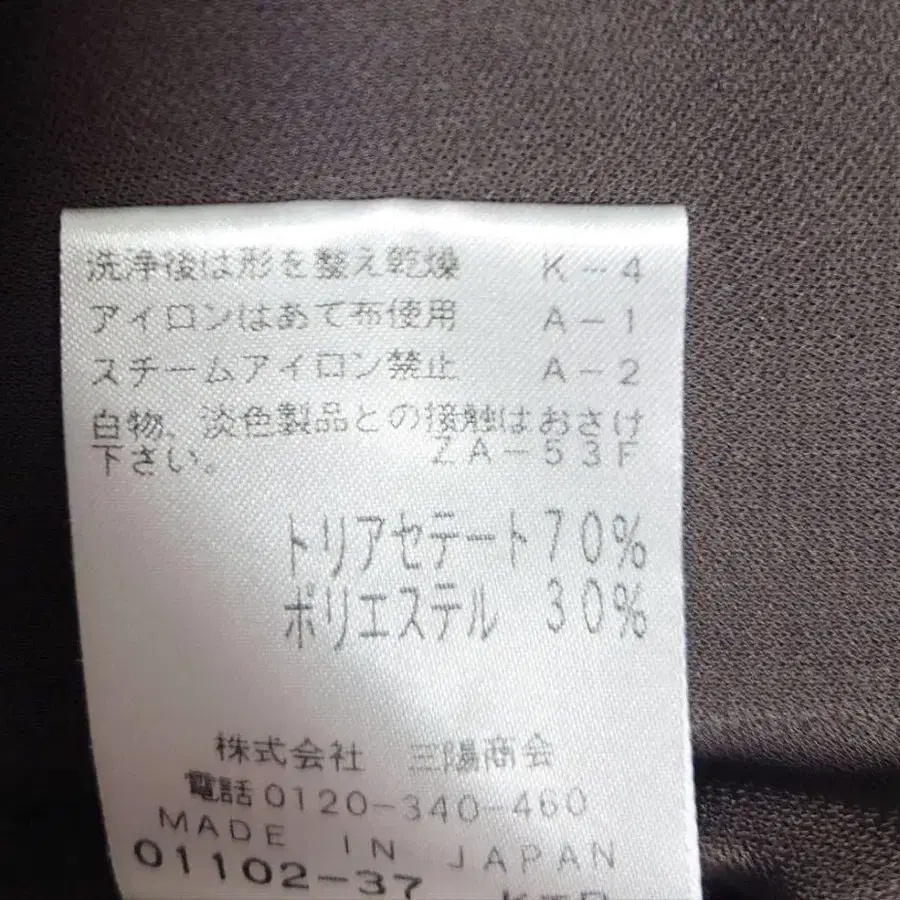 洗浄後は形を整え乾燥 K-4
アイロンはあて布使用 A-1
スチームアイロン禁止 A-2
白物、淡色製品との接触はおさけ
下さい。 ZA-53F
トリアセテート70%
ポリエステル 30%
株式会社 三陽商会
電話0120-340-460
MADE IN JAPAN
01102-37